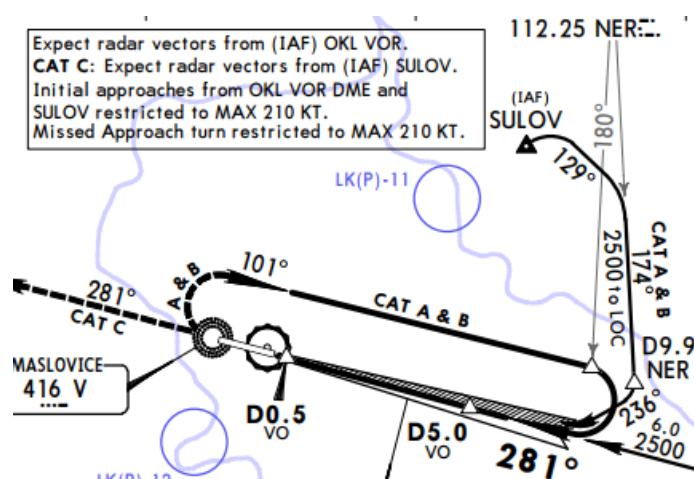 Expect radar vectors from (IAF) OKL VOR.
CAT C: Expect radar vectors from (IAF) SULOV.
Initial approaches from OKL VOR DME and
SULOV restricted to MAX 210 KT.
Missed Approach turn restricted to MAX 210 KT.
112.25 NER
(IAF)
SULOV
180°
129°
LK(P)-11
CAT A & B
174°
2500 to LOC
A & B
101°
281°
CAT C
CAT A & B
D9.9
NER
MASLOVICE
416 V
236°
D0.5
VO
D5.0
VO
6.0
2500
281°
LK(P)-12